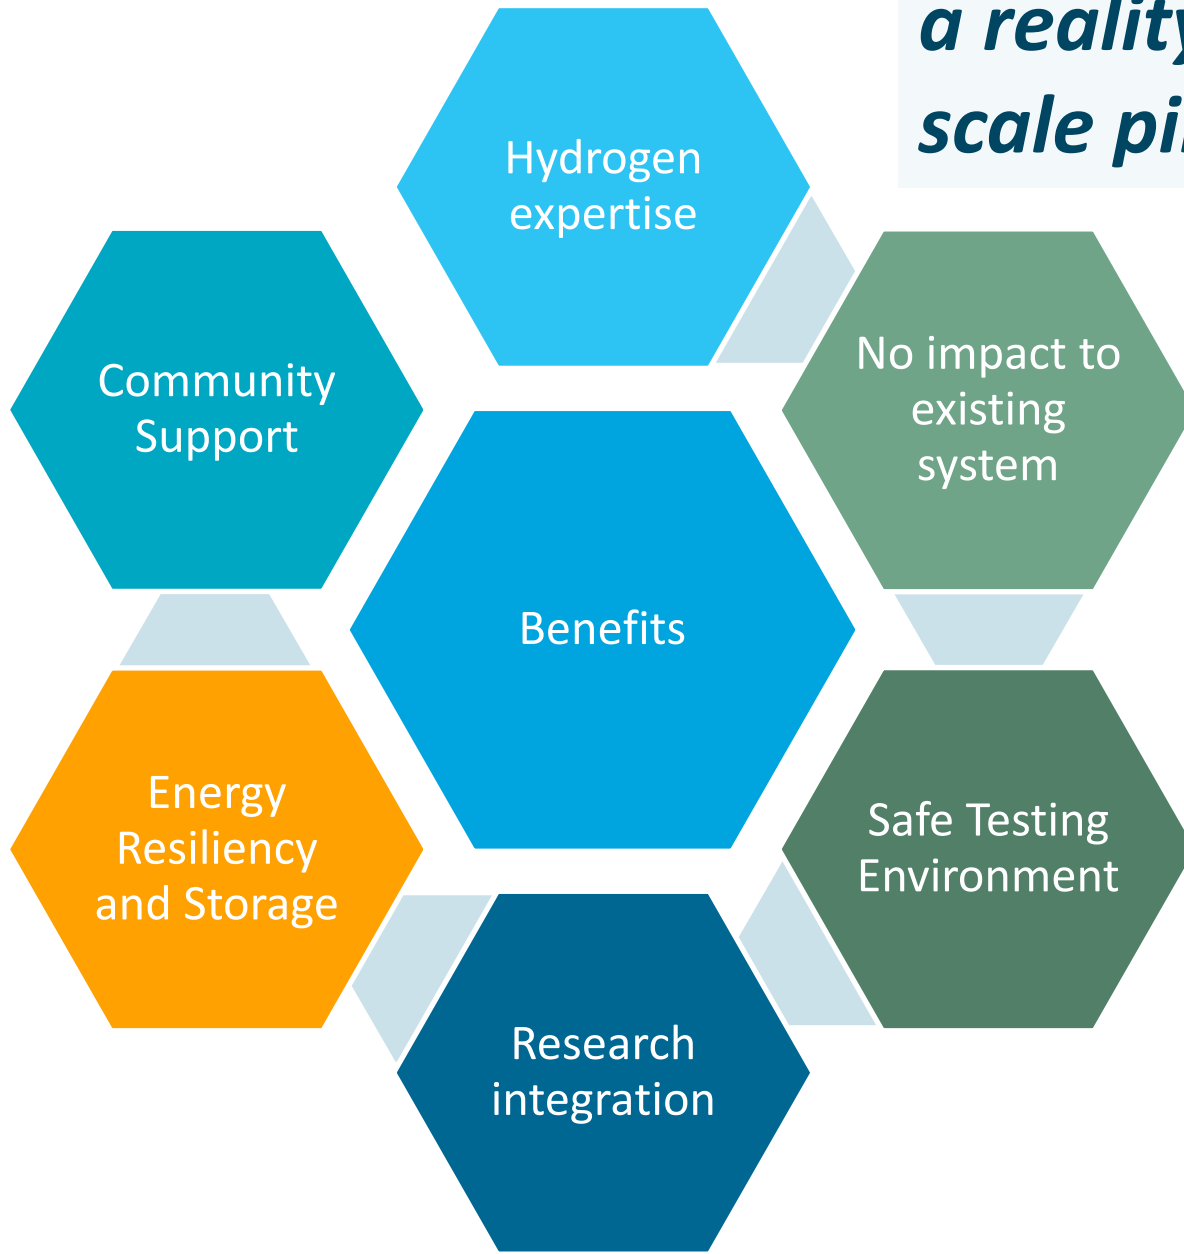 a reality
scale
Hydrogen
expertise
No impact to
existing
system
Community
Support
Benefits
Energy
Resiliency
and Storage
Safe Testing
Environment
Research
integration